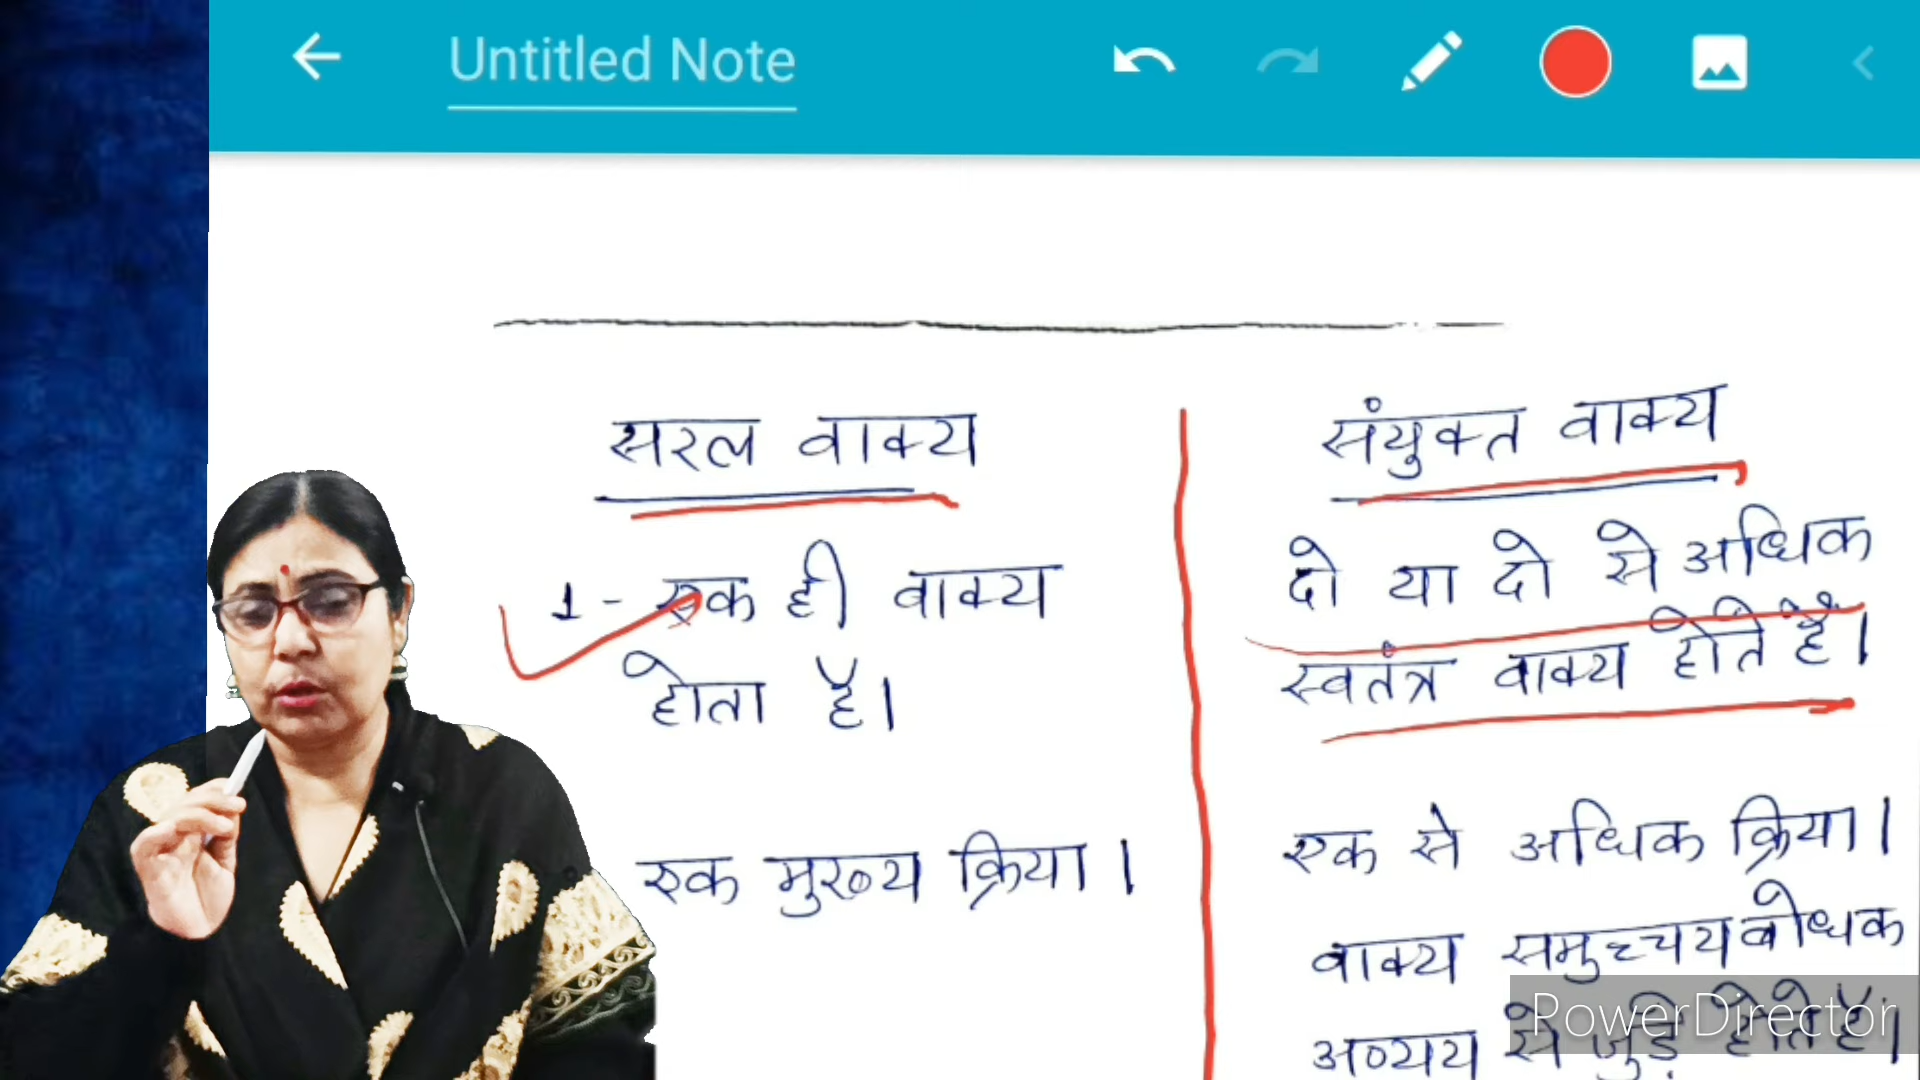 Untitled Note
सरल वाक्य
1- एक ही वाक्य
होता है।
एक मुख्य क्रिया।
संयुक्त वाक्य
दो या दो से अधिक
स्वतंत्र वाक्य होते हैं।
एक से अधिक क्रिया।
वाक्य समुच्चयबोधक
अव्यय से जुड़े होते हैं।
PowerDirector